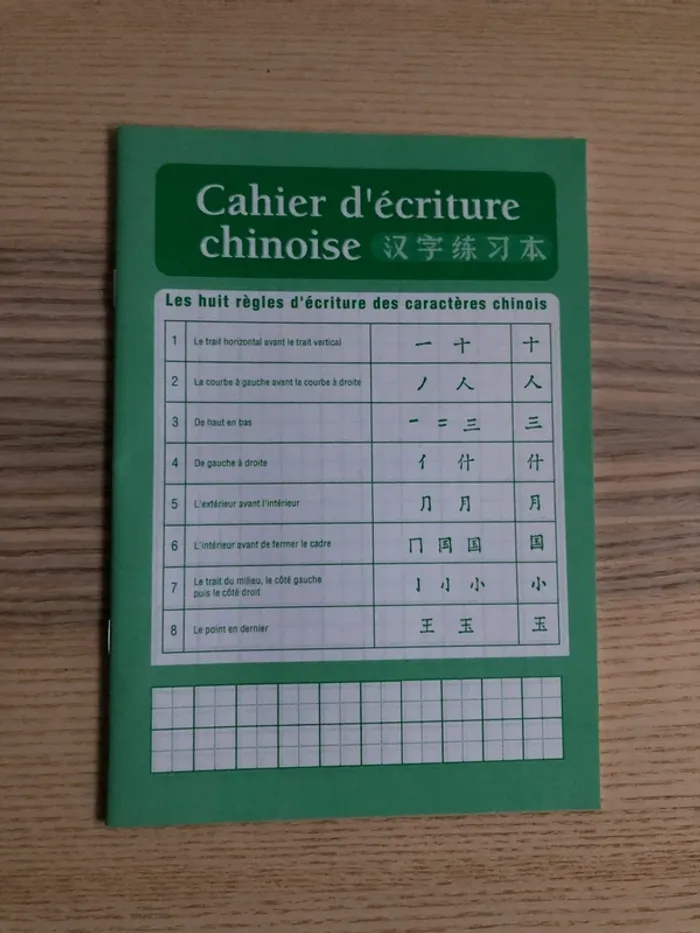 Cahier d'écriture
chinoise 汉字练习本
Les huit règles d'écriture des caractères chinois
1 Le trait horizontal avant le trait vertical 一 十 十
2 La courbe à gauche avant la courbe à droite 丿 人 人
3 De haut en bas 一 二 三 三
4 De gauche à droite 亻 什 什
5 L'extérieur avant l'intérieur ⺆ 月 月
6 L'intérieur avant de fermer le cadre 冂 国 国 国
7 Le trait du milieu, le côté gauche
puis le côté droit 亅 小 小
8 Le point en dernier 王 玉 玉